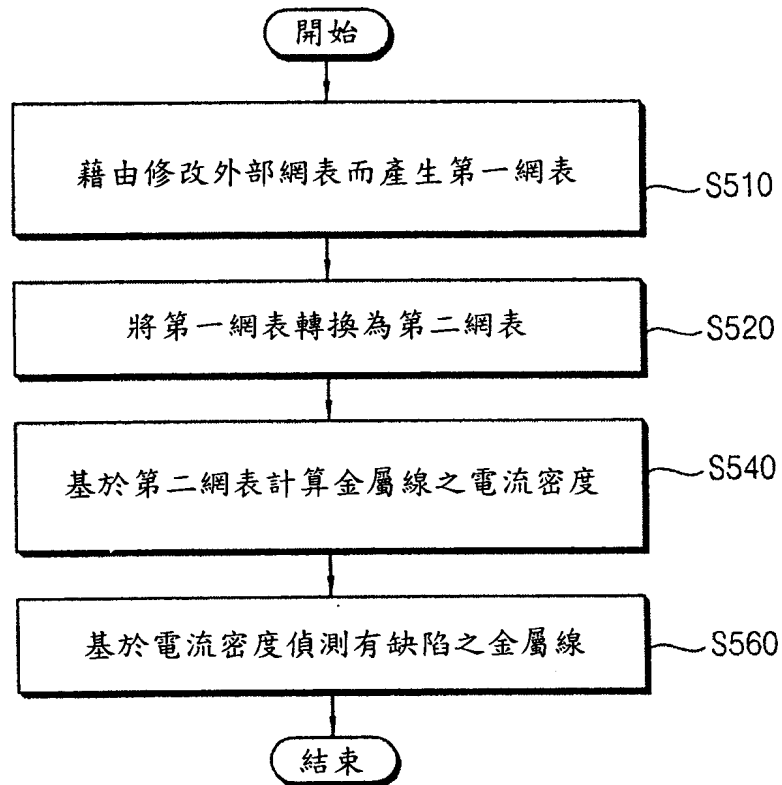 開始
藉由修改外部網表而產生第一網表
S510
將第一網表轉換為第二網表
S520
基於第二網表計算金屬線之電流密度
S540
基於電流密度偵測有缺陷之金屬線
S560
結束